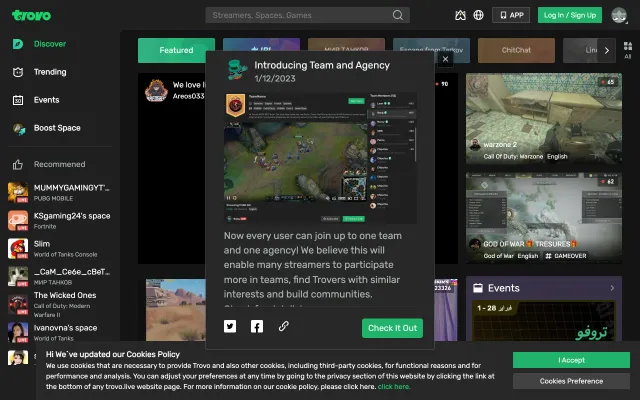 trovo
Streamers, Spaces, Games
APP
Log In / Sign Up
Discover
Trending
Events
Boost Space
Recommened
MUMMYGAMINGYT'...
PUBG MOBILE
KSgaming24's space
Fortnite
Slim
World of Tanks Console
_CaM_Ceée_cBeT...
МИР ТАНКОВ
The Wicked Ones
Call of Duty: Modern
Warfare II
Ivanovna's space
World of Tanks
Featured
МИР ТАНКОВ
Escape from Tarkov
ChitChat
All
We love li
Areos033
90
Introducing Team and Agency
1/12/2023
Now every user can join up to one team
and one agency! We believe this will
enable many streamers to participate
more in teams, find Trovers with similar
interests and build communities.
Check It Out
65
warzone 2
Call Of Duty: Warzone English
62
GOD OF WAR TRESURES
God of War English # GAMEOVER
23326
Events
1 - 28 فبراير
تروفو
Hi We`ve updated our Cookies Policy
We use cookies that are necessary to provide Trovo and also other cookies, including third-party cookies, for functional reasons and for
performance and analysis. You can adjust your preferences at any time by going to the privacy section of this website by clicking the link at
the bottom of any trovo.live website page. For more information on our cookie policy, please click here. click here.
I Accept
Cookies Preference